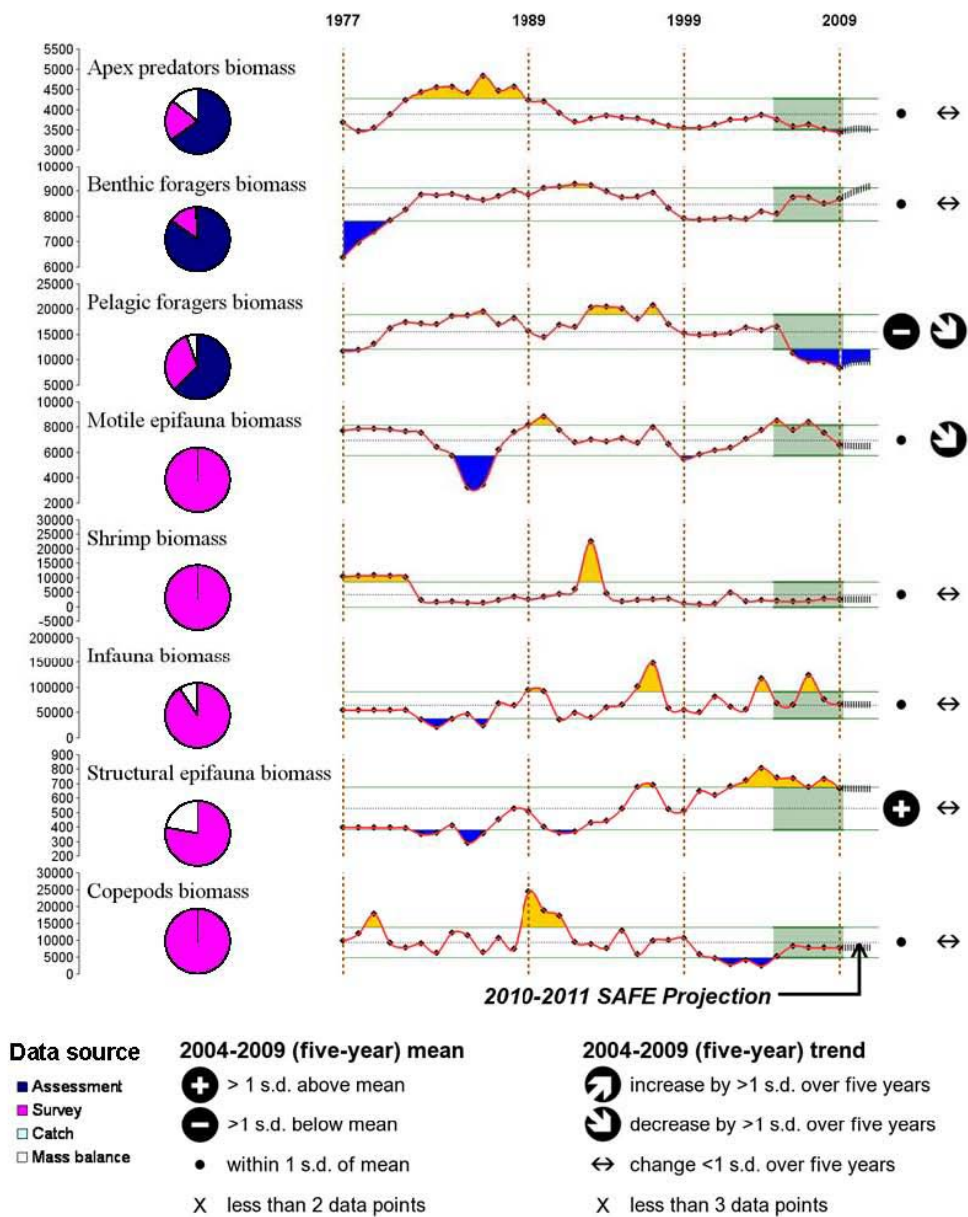 1977 1989 1999 2009
5500
5000
4500
4000
3500
3000
Apex predators biomass
10000
9000
8000
7000
6000
Benthic foragers biomass
25000
20000
15000
10000
5000
Pelagic foragers biomass
10000
8000
6000
4000
2000
Motile epifauna biomass
30000
25000
20000
15000
10000
5000
0
-5000
Shrimp biomass
200000
150000
100000
50000
0
Infauna biomass
900
800
700
600
500
400
300
200
Structural epifauna biomass
30000
25000
20000
15000
10000
5000
0
Copepods biomass
2010-2011 SAFE Projection
Data source
Assessment
Survey
Catch
Mass balance
2004-2009 (five-year) mean
> 1 s.d. above mean
>1 s.d. below mean
within 1 s.d. of mean
X less than 2 data points
2004-2009 (five-year) trend
increase by >1 s.d. over five years
decrease by >1 s.d. over five years
change <1 s.d. over five years
X less than 3 data points